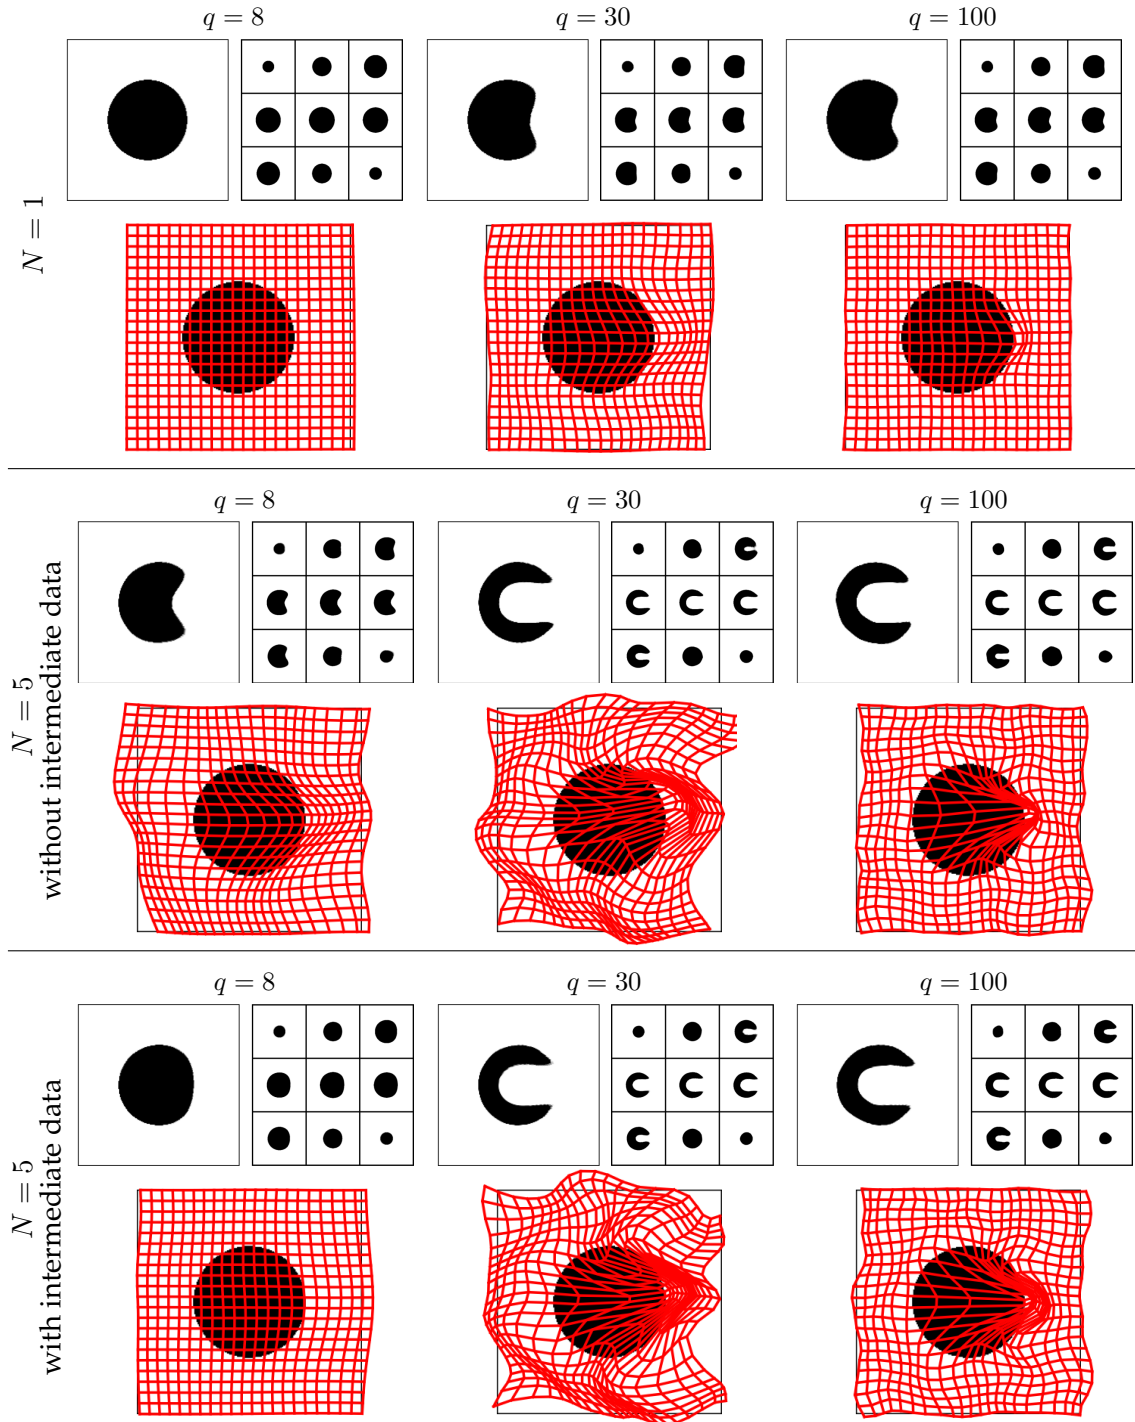 q = 8
q = 30
q = 100
N = 1
q = 8
q = 30
q = 100
N = 5
without intermediate data
q = 8
q = 30
q = 100
N = 5
with intermediate data